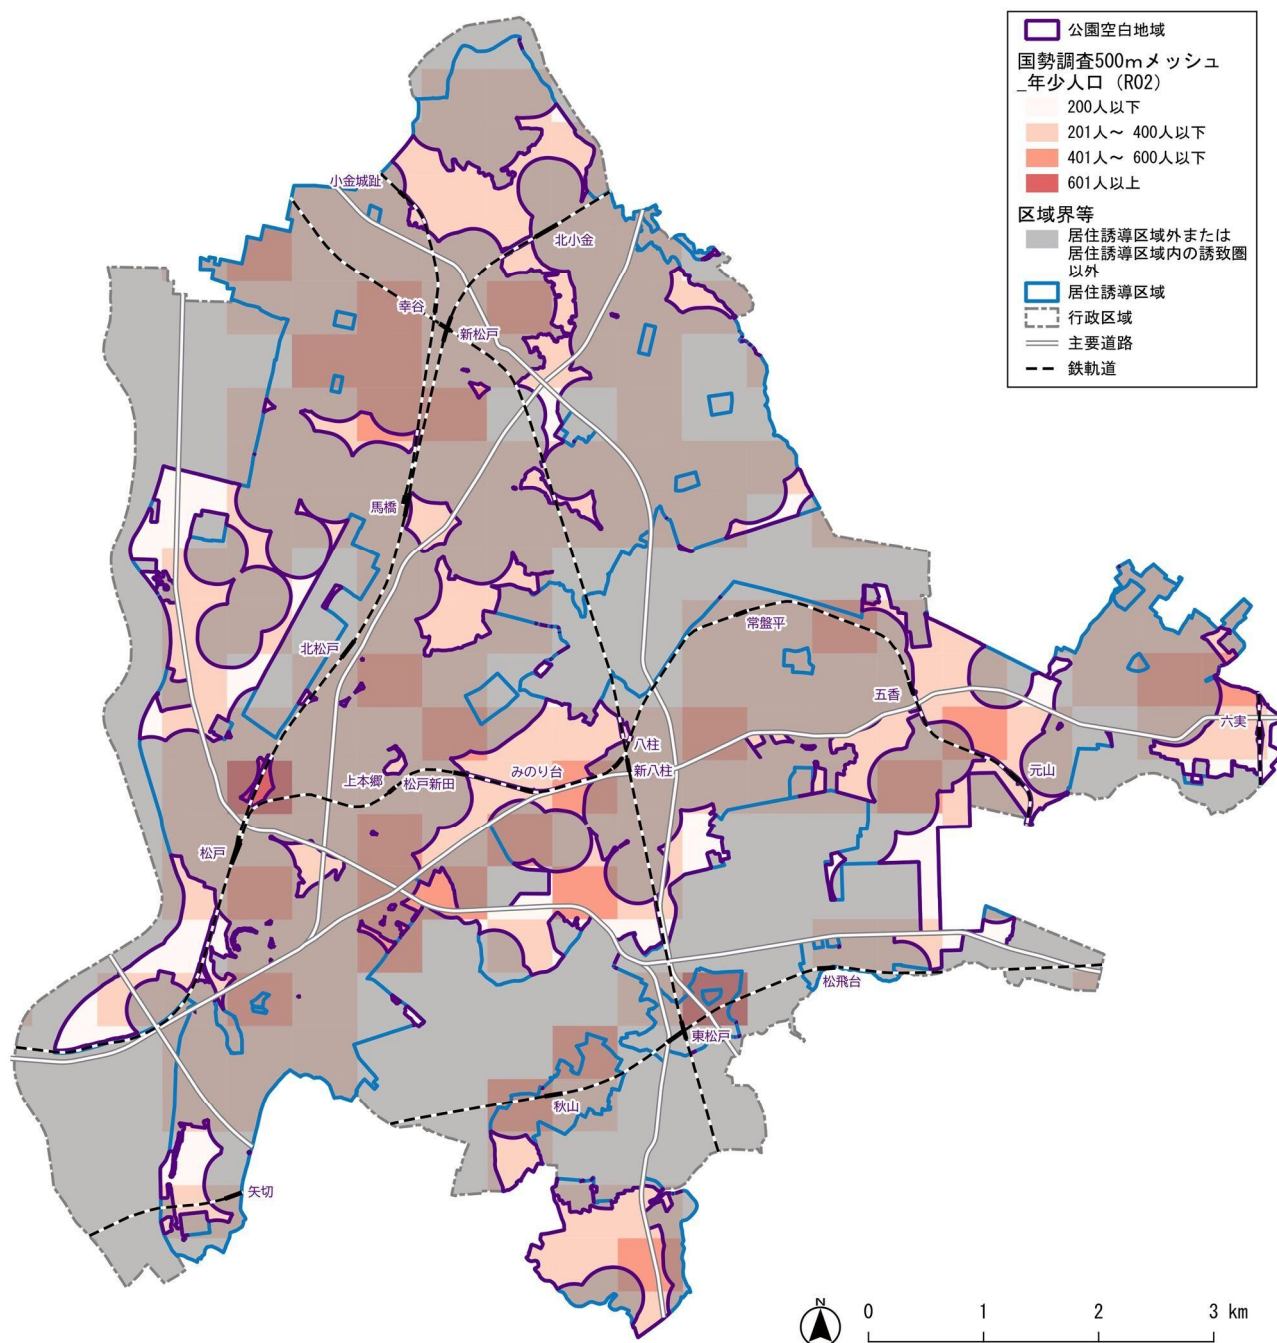 公園空白地域
国勢調査500mメッシュ
_年少人口（R02）
200人以下
201人～ 400人以下
401人～ 600人以下
601人以上
区域界等
居住誘導区域外または
居住誘導区域内の誘致圏
以外
居住誘導区域
行政区域
主要道路
鉄軌道
小金城趾
北小金
幸谷
新松戸
馬橋
北松戸
常盤平
五香
六実
八柱
新八柱
みのり台
上本郷
松戸新田
元山
松戸
松飛台
東松戸
秋山
矢切
N
0 1 2 3 km